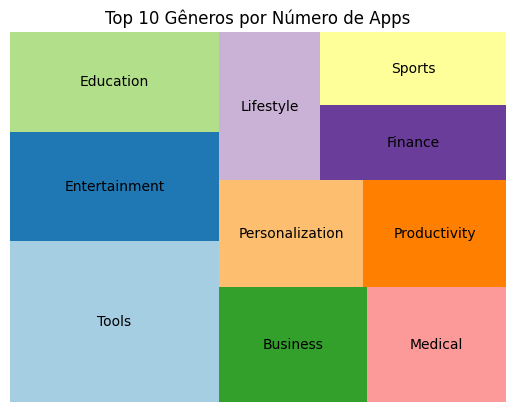 Top 10 Gêneros por Número de Apps
Education
Lifestyle
Sports
Finance
Entertainment
Personalization
Productivity
Tools
Business
Medical